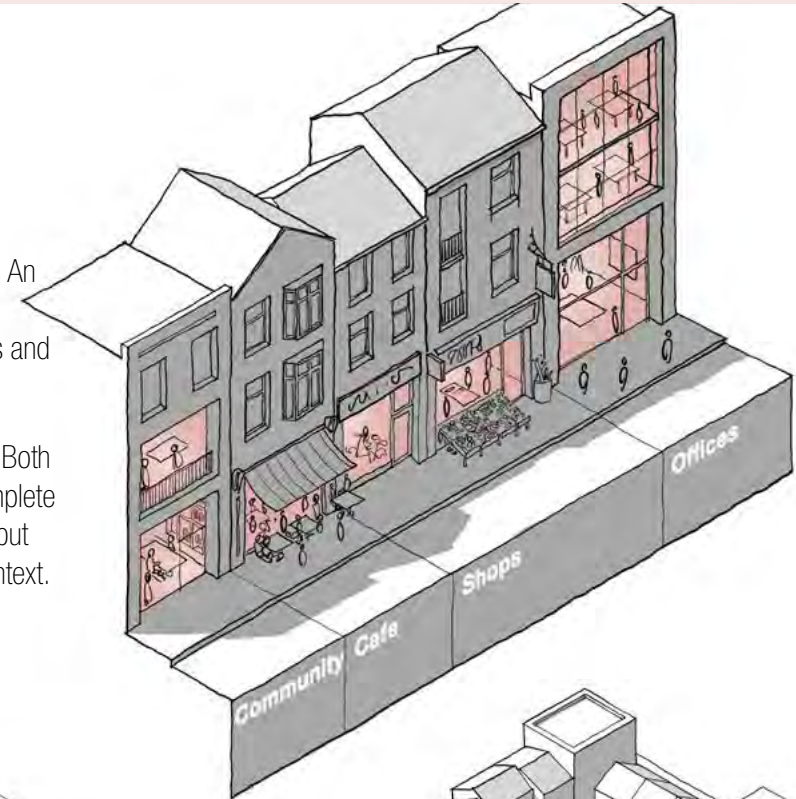 An
s and
Both
nplete
out
ntext.
Community
Cafe
Shops
Offices